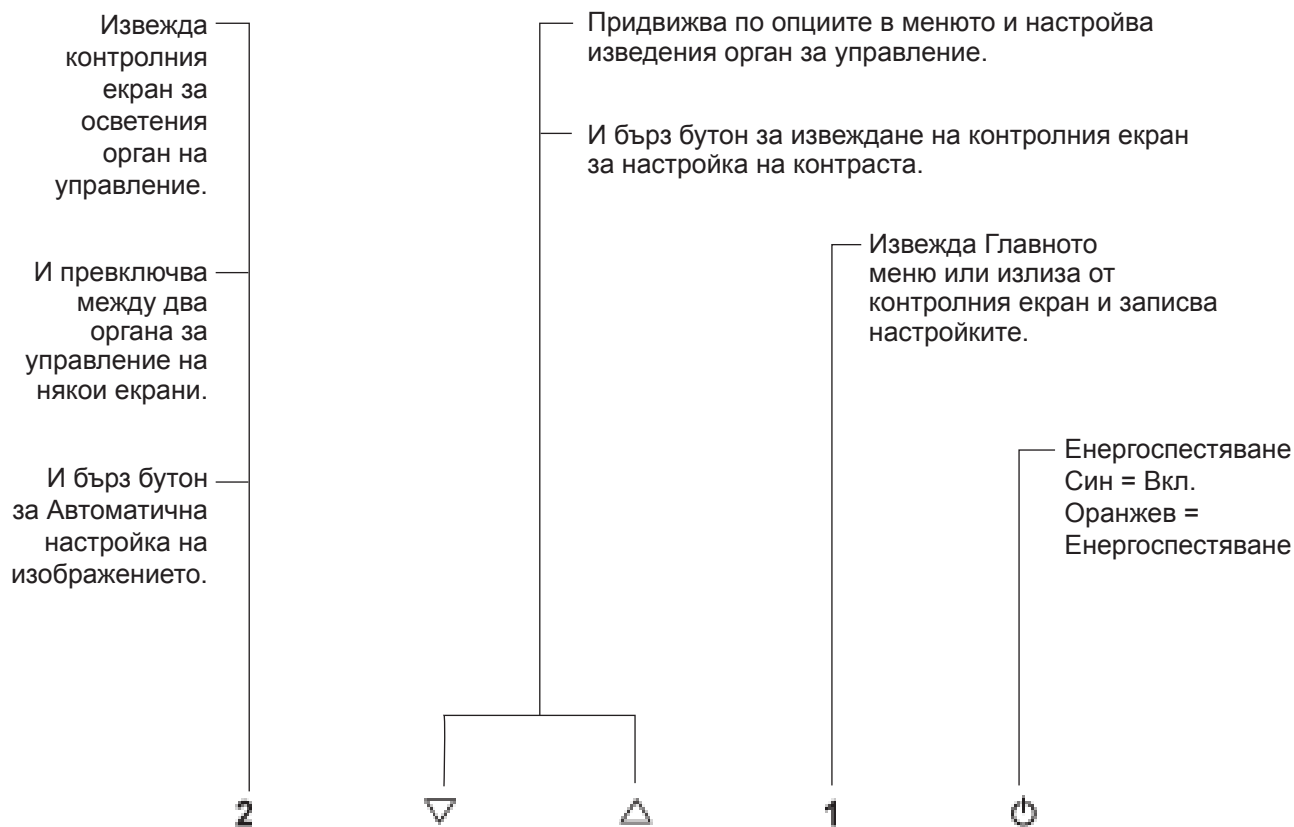 Извежда
контролния
екран за
осветения
орган на
управление.
И превключва
между два
органа за
управление на
някои екрани.
И бърз бутон
за Автоматична
настройка на
изображението.
Придвижва по опциите в менюто и настройва
изведения орган за управление.
И бърз бутон за извеждане на контролния екран
за настройка на контраста.
Извежда Главното
меню или излиза от
контролния екран и записва
настройките.
Енергоспестяване
Син = Вкл.
Оранжев =
Енергоспестяване
2 ▽ △ 1 ⏻